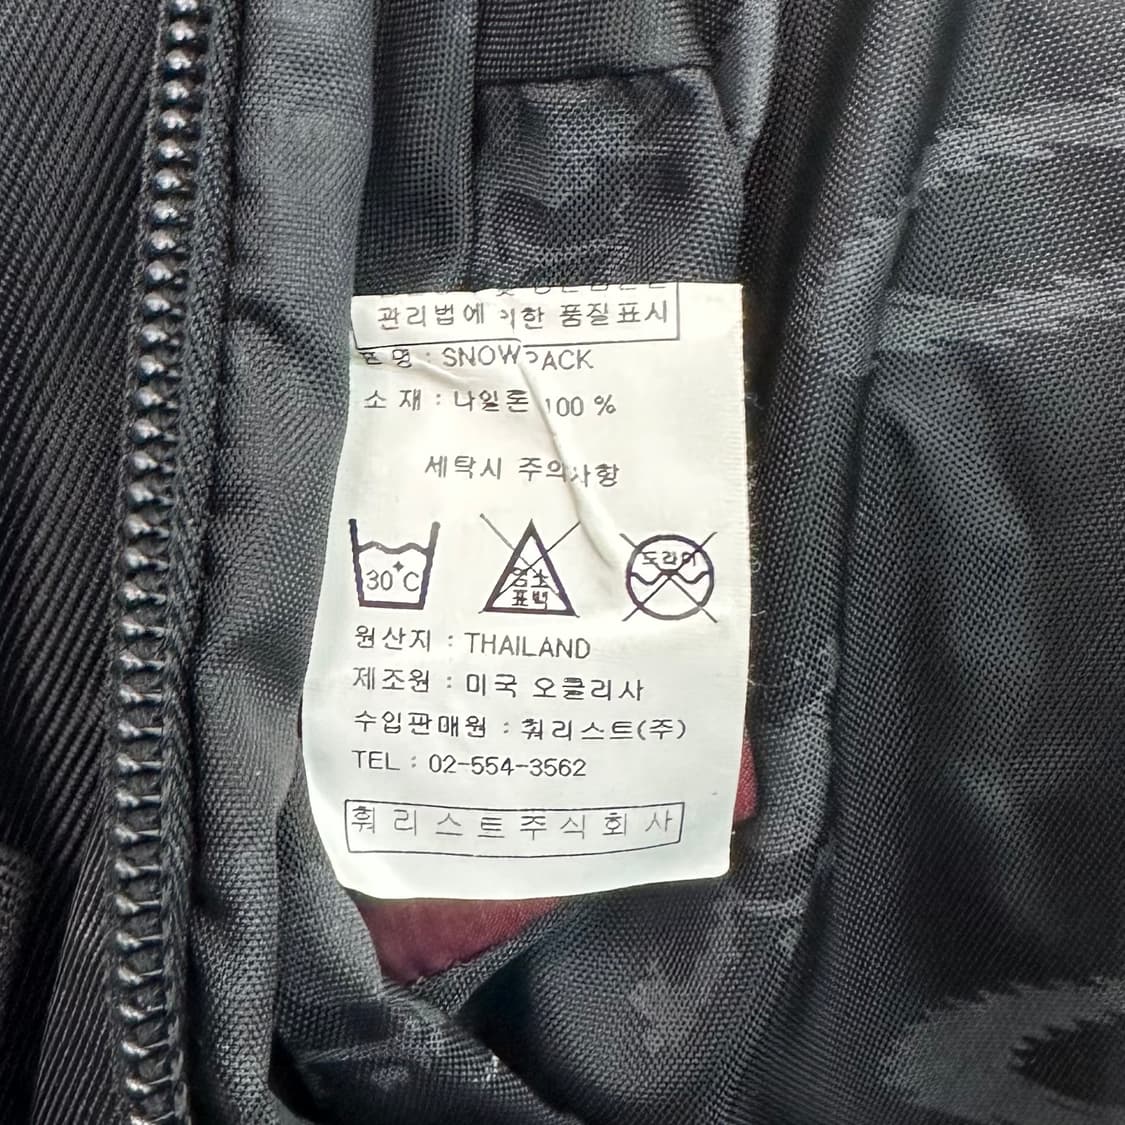 관리법에 의한 품질표시
품 명 : SNOWPACK
소 재 : 나일론 100 %
세탁시 주의사항
30°C
염소
표백
드라이
원산지 : THAILAND
제조원 : 미국 오클리사
수입판매원 : 훠리스트(주)
TEL : 02-554-3562
훠리스트주식회사